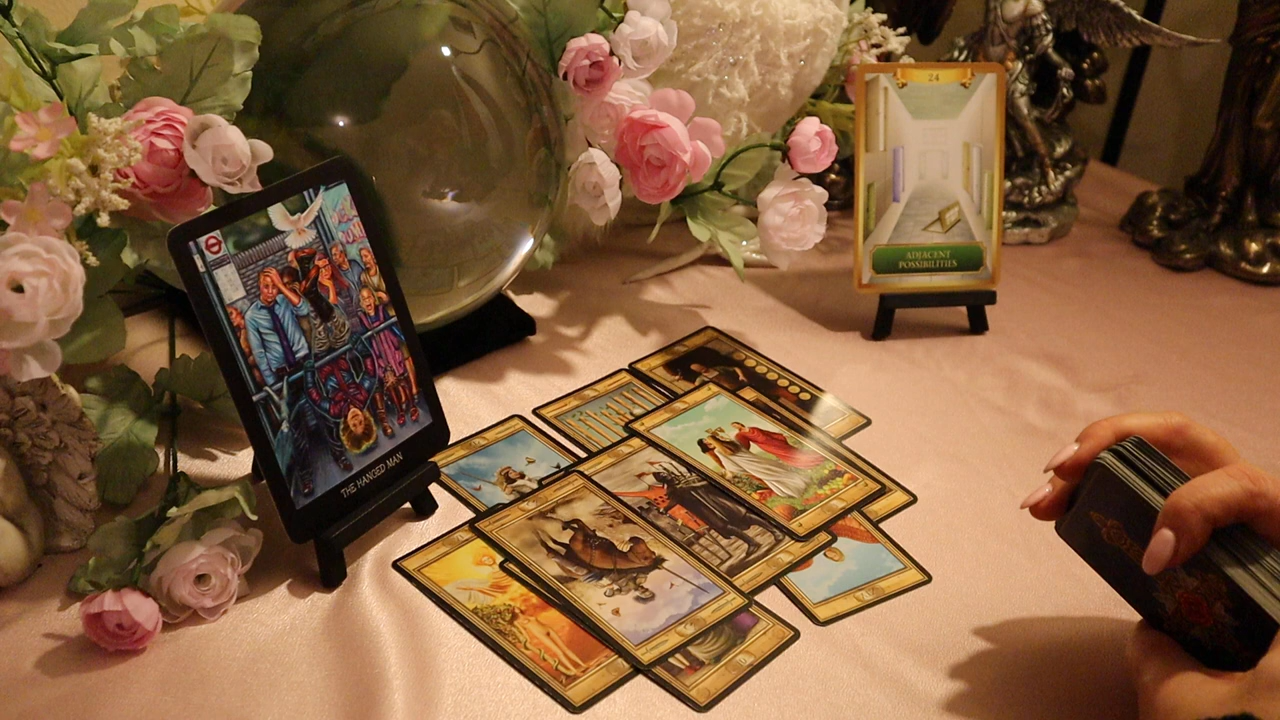 THE HANGED MAN
24
ADJACENT
POSSIBILITIES